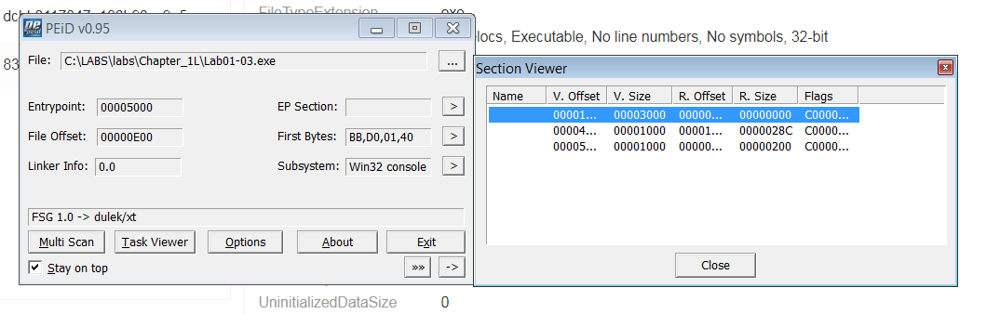 FileTypeExtension exe
elocs, Executable, No line numbers, No symbols, 32-bit
83
PEiD v0.95
File: C:\LABS\labs\Chapter_1L\Lab01-03.exe ...
Entrypoint: 00005000 EP Section: >
File Offset: 00000E00 First Bytes: BB,D0,01,40 >
Linker Info: 0.0 Subsystem: Win32 console >
FSG 1.0 -> dulek/xt
Multi Scan Task Viewer Options About Exit
Stay on top »» ->
Section Viewer
Name V. Offset V. Size R. Offset R. Size Flags
00001... 00003000 00000... 00000000 C0000...
00004... 00001000 00001... 0000028C C0000...
00005... 00001000 00000... 00000200 C0000...
Close
UninitializedDataSize 0